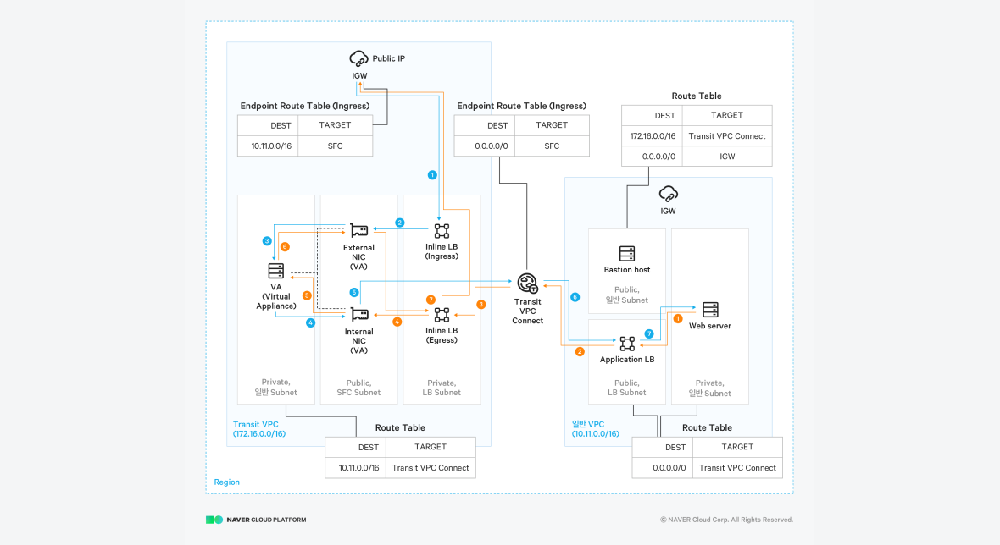 Public IP
IGW
Endpoint Route Table (Ingress)
DEST TARGET
10.11.0.0/16 SFC
Endpoint Route Table (Ingress)
DEST TARGET
0.0.0.0/0 SFC
Route Table
DEST TARGET
172.16.0.0/16 Transit VPC Connect
0.0.0.0/0 IGW
1
2
3
6
External
NIC
(VA)
Inline LB
(Ingress)
VA
(Virtual
Appliance)
5
4
5
Internal
NIC
(VA)
4
7
3
Inline LB
(Egress)
Transit
VPC
Connect
6
2
IGW
Bastion host
Public,
일반 Subnet
7
1
Web server
Application LB
Private,
일반 Subnet
Public,
SFC Subnet
Private,
LB Subnet
Public,
LB Subnet
Private,
일반 Subnet
Transit VPC
(172.16.0.0/16)
일반 VPC
(10.11.0.0/16)
Route Table
DEST TARGET
10.11.0.0/16 Transit VPC Connect
Route Table
DEST TARGET
0.0.0.0/0 Transit VPC Connect
Region
NAVER CLOUD PLATFORM
© NAVER Cloud Corp. All Rights Reserved.